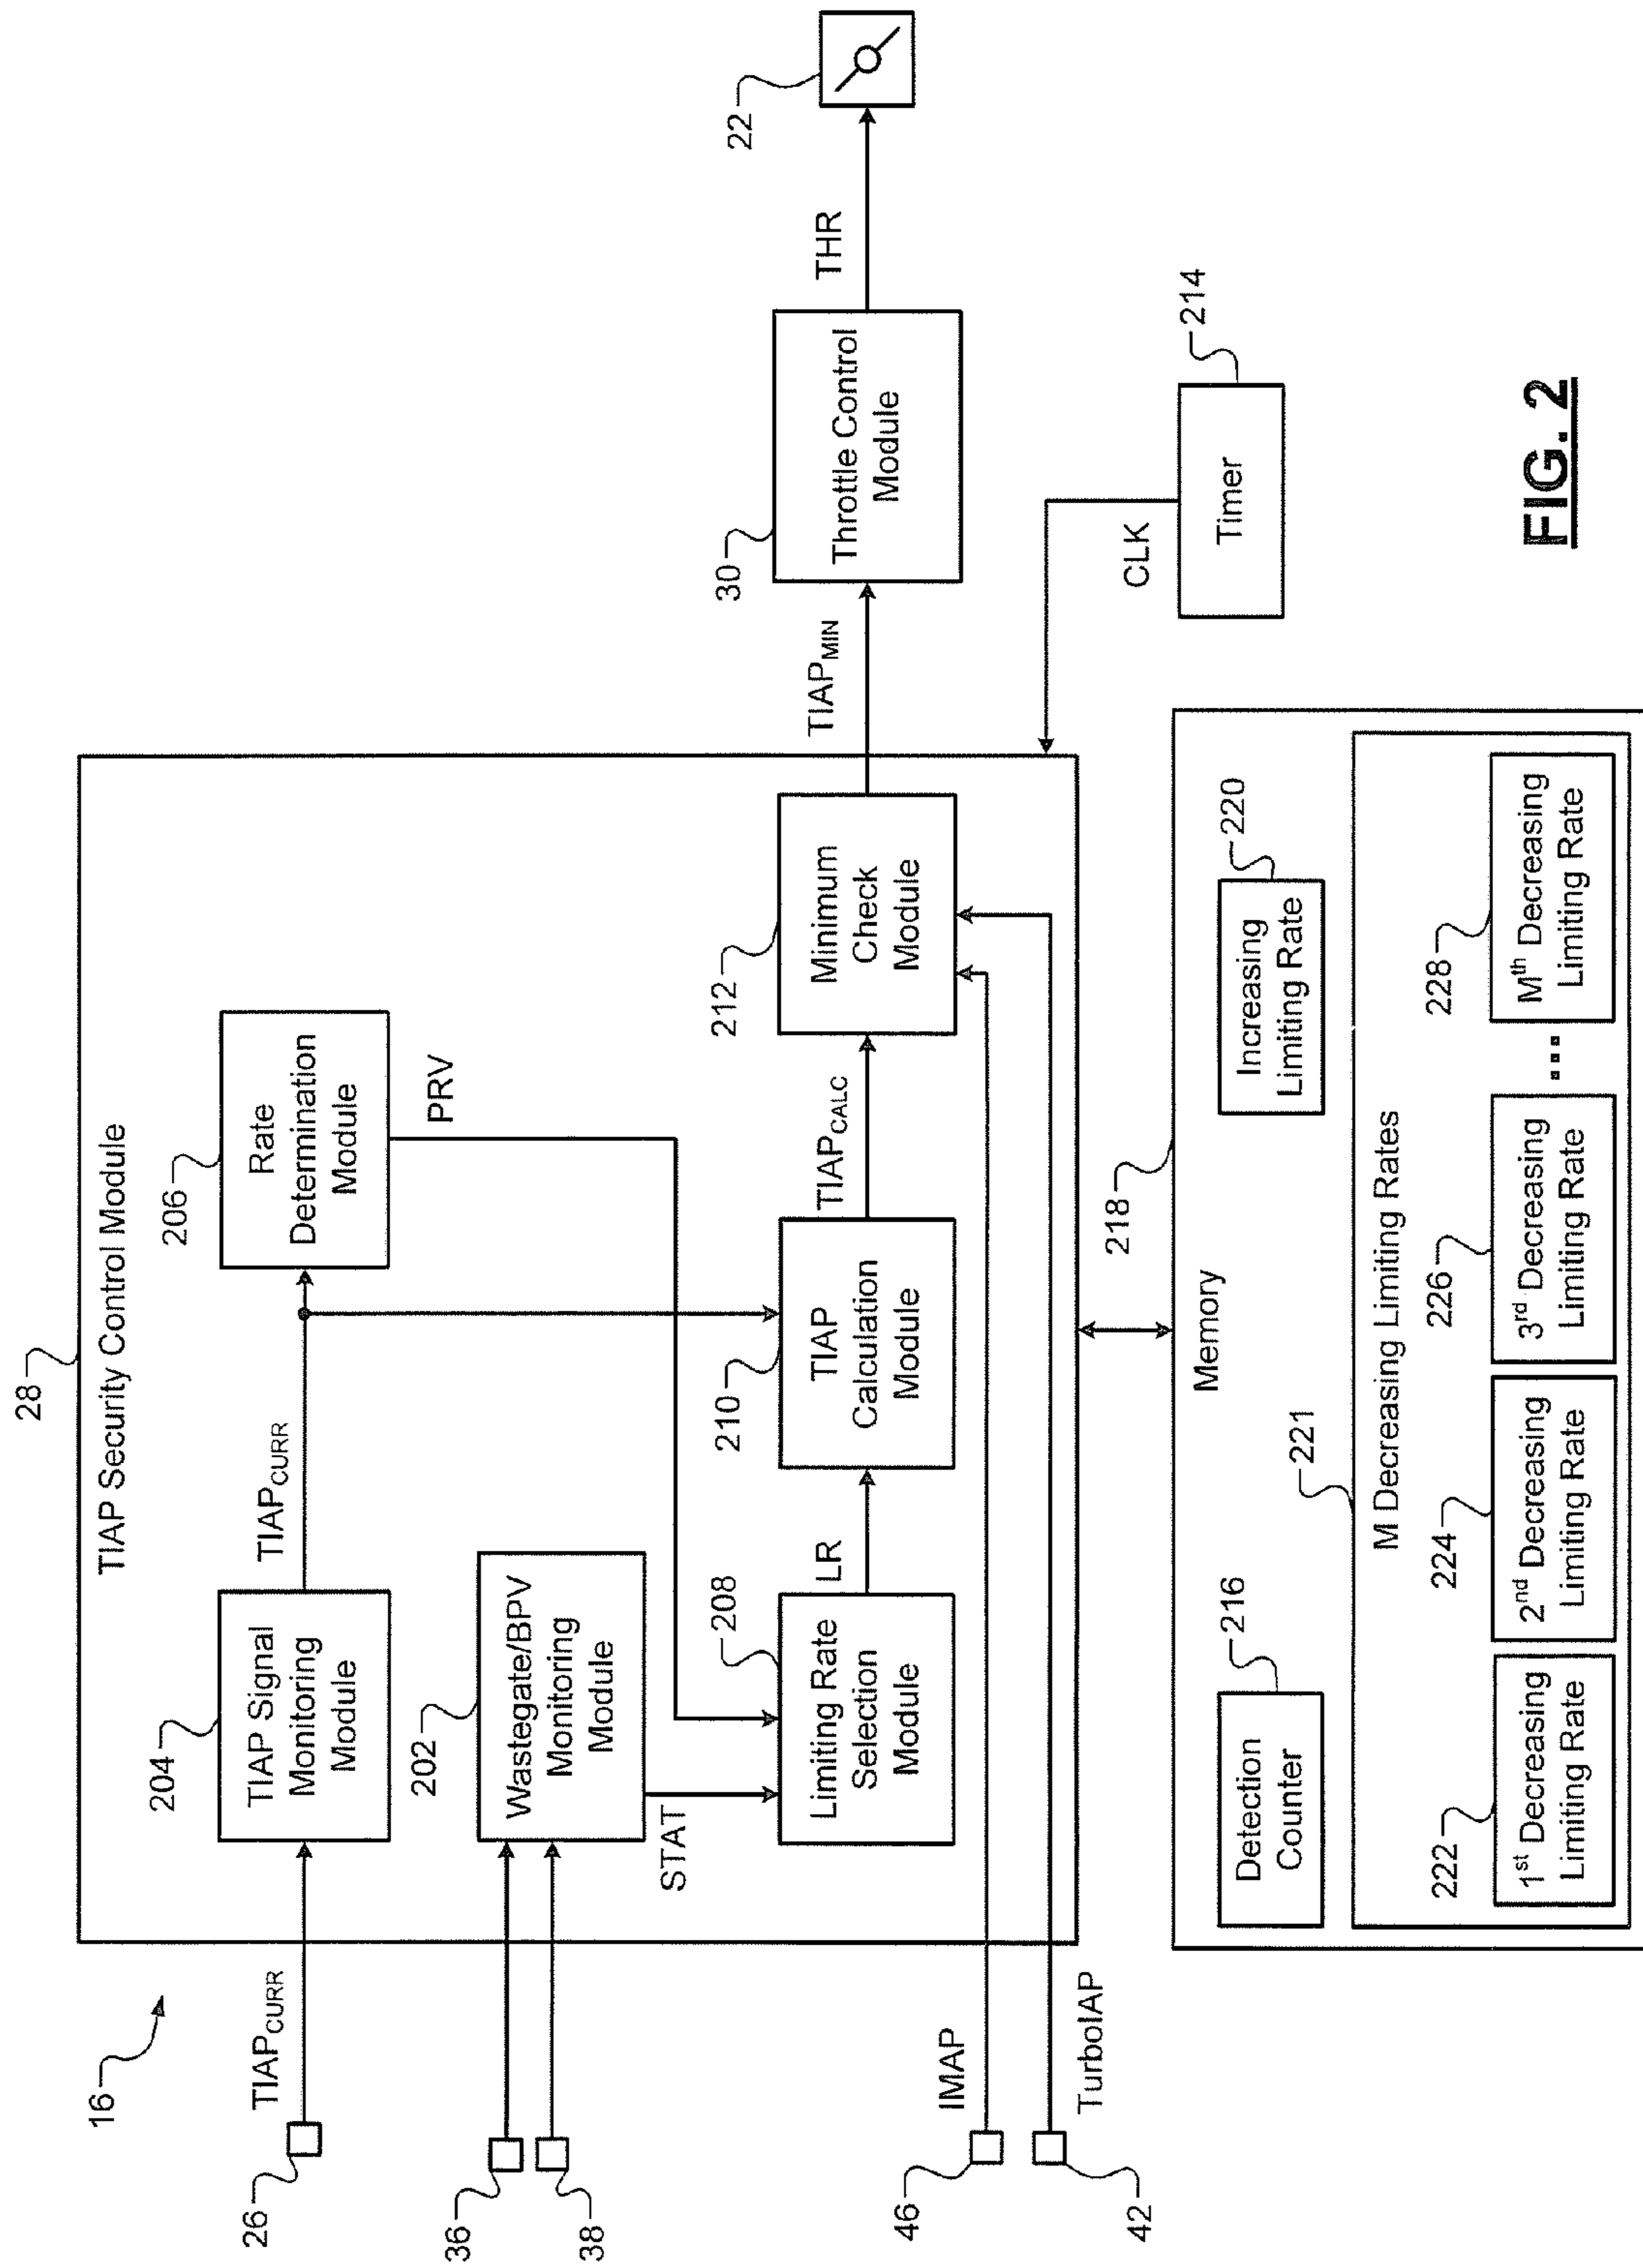 28
TIAP Security Control Module
16
26
TIAP_CURR
204
TIAP Signal
Monitoring
Module
TIAP_CURR
206
Rate
Determination
Module
PRV
36
38
202
Wastegate/BPV
Monitoring
Module
STAT
208
Limiting Rate
Selection
Module
LR
210
TIAP
Calculation
Module
TIAP_CALC
212
Minimum
Check
Module
TIAP_MIN
30
Throttle Control
Module
THR
22
46
IMAP
42
TurboIAP
CLK
Timer
214
218
Memory
216
Detection
Counter
220
Increasing
Limiting Rate
221
M Decreasing Limiting Rates
222
1st Decreasing
Limiting Rate
224
2nd Decreasing
Limiting Rate
226
3rd Decreasing
Limiting Rate
...
228
Mth Decreasing
Limiting Rate
FIG. 2